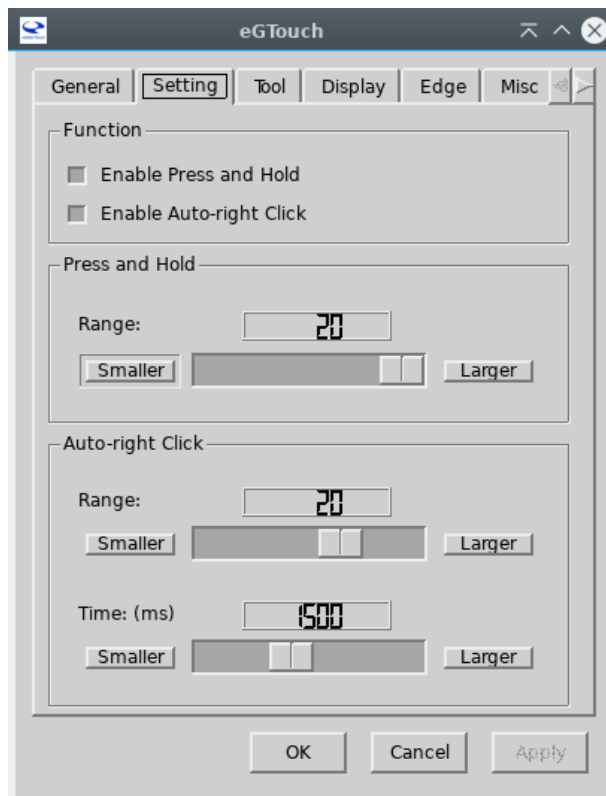 eGTouch
General Setting Tool Display Edge Misc
Function
Enable Press and Hold
Enable Auto-right Click
Press and Hold
Range: 20
Smaller Larger
Auto-right Click
Range: 20
Smaller Larger
Time: (ms) 1500
Smaller Larger
OK Cancel Apply